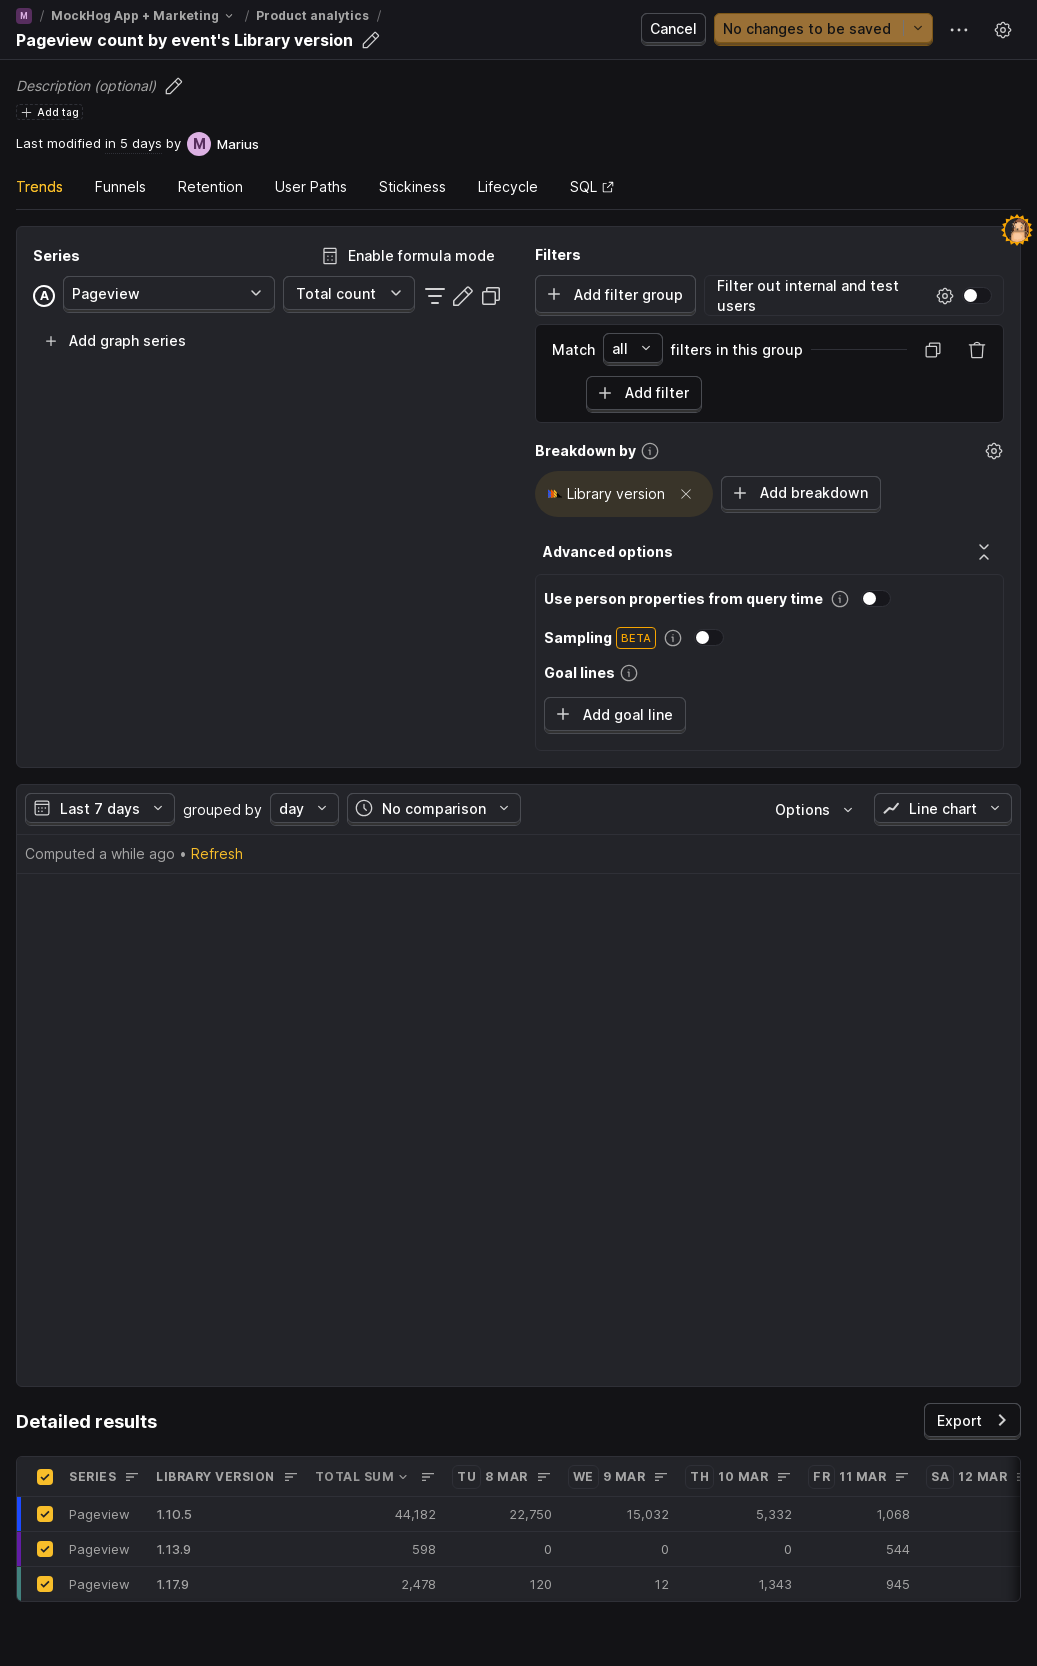 M / MockHog App + Marketing / Product analytics /
Pageview count by event's Library version
Cancel
No changes to be saved
Description (optional)
Add tag
Last modified in 5 days by M Marius
Trends Funnels Retention User Paths Stickiness Lifecycle SQL
Series
Enable formula mode
A Pageview Total count
Add graph series
Filters
Add filter group
Filter out internal and test
users
Match all filters in this group
Add filter
Breakdown by
Library version
Add breakdown
Advanced options
Use person properties from query time
Sampling BETA
Goal lines
Add goal line
Last 7 days grouped by day No comparison Options Line chart
Computed a while ago • Refresh
Detailed results
Export
SERIES LIBRARY VERSION TOTAL SUM TU 8 MAR WE 9 MAR TH 10 MAR FR 11 MAR SA 12 MAR
Pageview 1.10.5 44,182 22,750 15,032 5,332 1,068
Pageview 1.13.9 598 0 0 0 544
Pageview 1.17.9 2,478 120 12 1,343 945